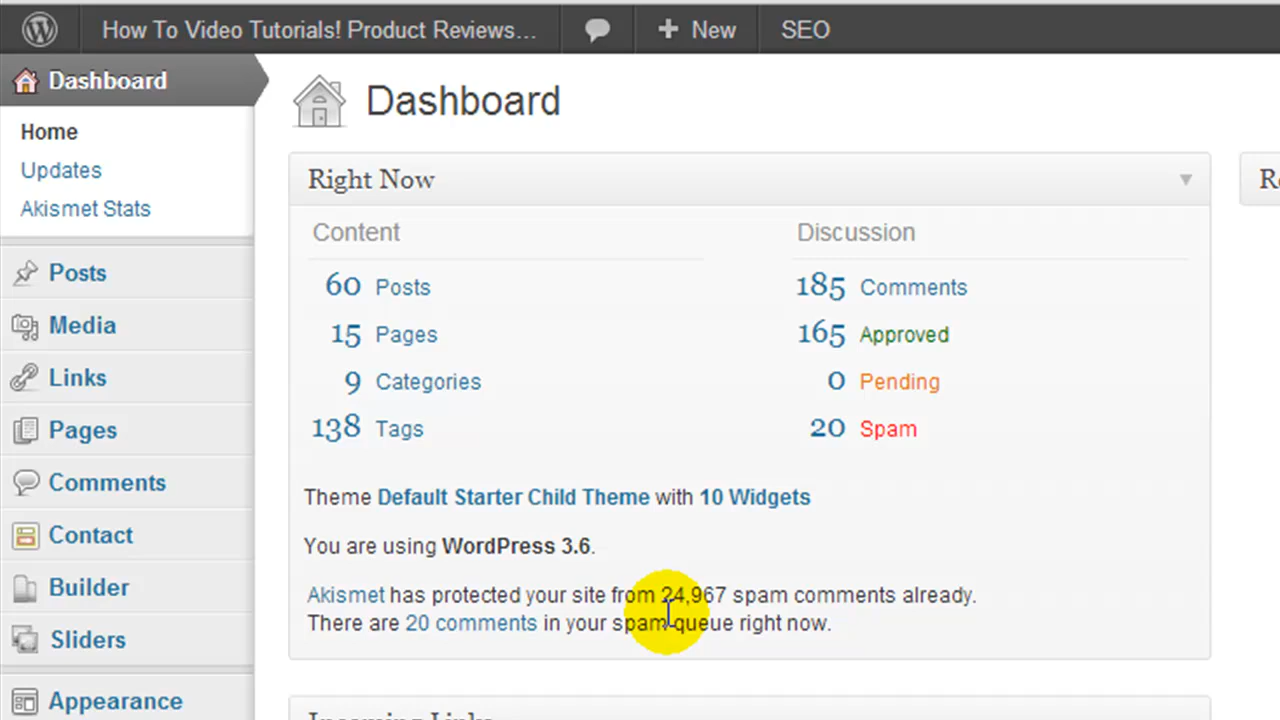 How To Video Tutorials! Product Reviews…
+ New
SEO
Dashboard
Home
Updates
Akismet Stats
Posts
Media
Links
Pages
Comments
Contact
Builder
Sliders
Appearance
Dashboard
Right Now
Content
60 Posts
15 Pages
9 Categories
138 Tags
Discussion
185 Comments
165 Approved
0 Pending
20 Spam
Theme Default Starter Child Theme with 10 Widgets
You are using WordPress 3.6.
Akismet has protected your site from 24,967 spam comments already.
There are 20 comments in your spam queue right now.
Incoming Links